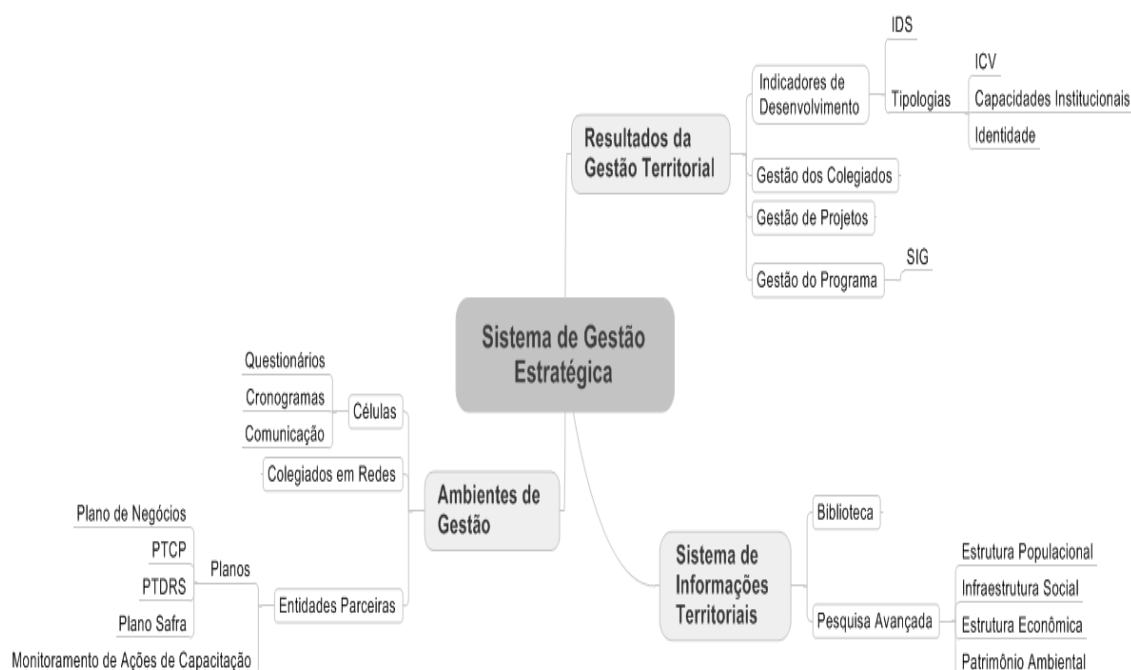 IDS
ICV
Indicadores de
Desenvolvimento
Tipologias
Capacidades Institucionais
Identidade
Resultados da
Gestão Territorial
Gestão dos Colegiados
Gestão de Projetos
SIG
Gestão do Programa
Sistema de Gestão
Estratégica
Questionários
Cronogramas
Células
Comunicação
Colegiados em Redes
Ambientes de
Gestão
Plano de Negócios
PTCP
Planos
PTDRS
Entidades Parceiras
Plano Safra
Monitoramento de Ações de Capacitação
Sistema de
Informações
Territoriais
Biblioteca
Pesquisa Avançada
Estrutura Populacional
Infraestrutura Social
Estrutura Econômica
Patrimônio Ambiental